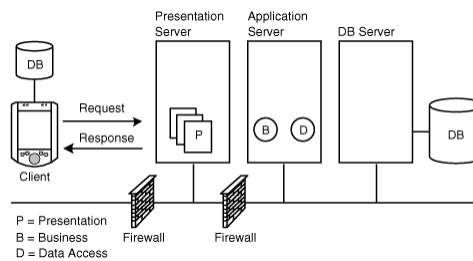 Presentation
Server
Application
Server
DB Server
DB
Request
Response
P
B
D
DB
Client
P = Presentation
B = Business
D = Data Access
Firewall
Firewall